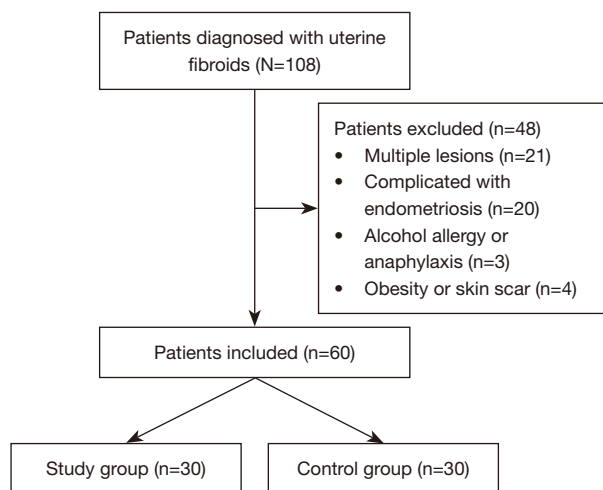 Patients diagnosed with uterine
fibroids (N=108)
Patients excluded (n=48)
• Multiple lesions (n=21)
• Complicated with
endometriosis (n=20)
• Alcohol allergy or
anaphylaxis (n=3)
• Obesity or skin scar (n=4)
Patients included (n=60)
Study group (n=30)
Control group (n=30)